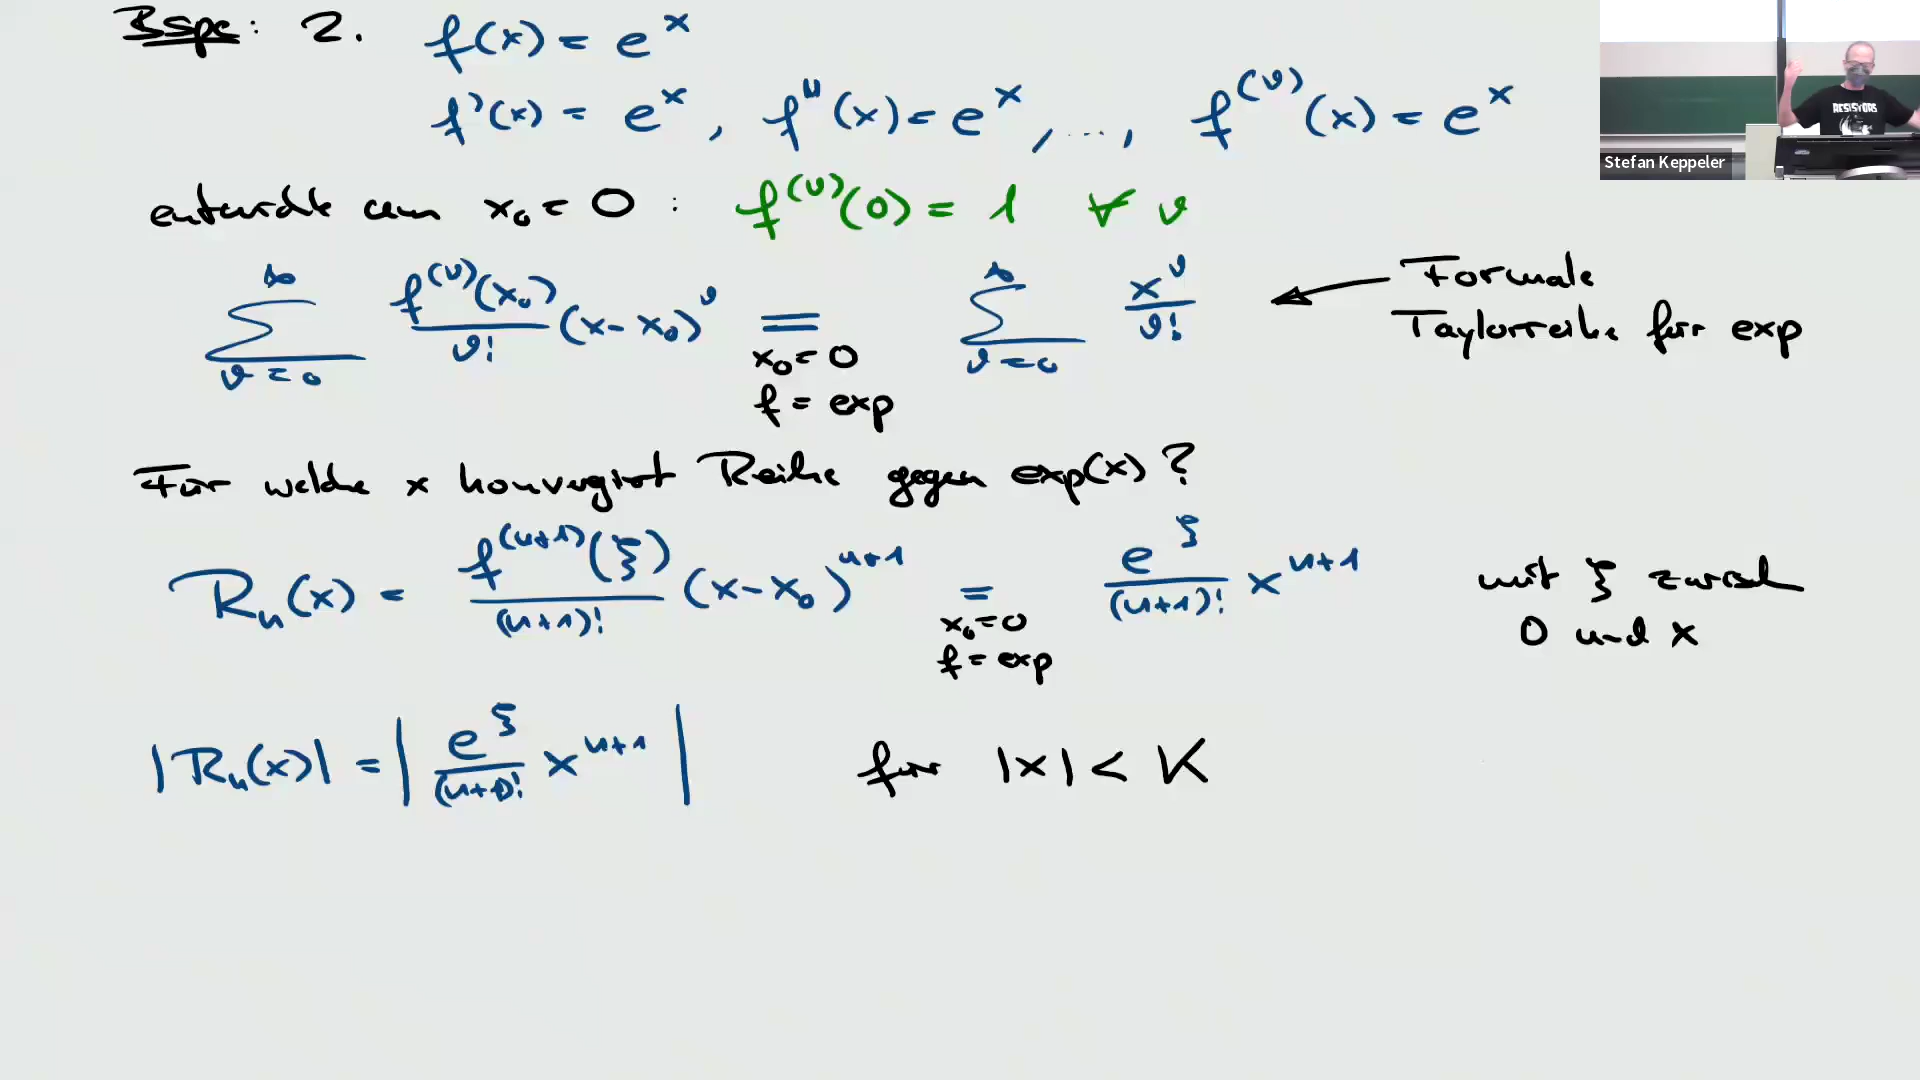 Bspe: 2. f(x) = e^x
f'(x) = e^x, f''(x) = e^x, ..., f^(ν)(x) = e^x
entwickle um x₀ = 0 : f^(ν)(0) = 1 ∀ ν
∑_{ν=0}^∞ f^(ν)(x₀)/ν! (x-x₀)^ν = ∑_{ν=0}^∞ x^ν/ν!
x₀ = 0
f = exp
Formale
Taylorreihe für exp
Für welche x konvergiert Reihe gegen exp(x)?
R_n(x) = f^(n+1)(ξ)/(n+1)! (x-x₀)^{n+1} = e^ξ/(n+1)! x^{n+1}
x₀=0
f = exp
mit ξ zwisch
0 und x
|R_n(x)| = | e^ξ/(n+1)! x^{n+1} | für |x| < K
RESISTORS
Stefan Keppeler